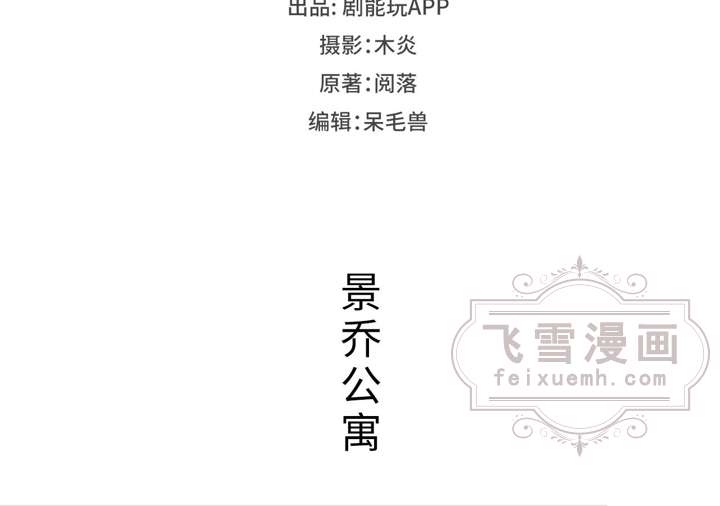 出品: 剧能玩APP
摄影:木炎
原著:阅落
编辑:呆毛兽
景乔公寓
飞雪漫画
feixuemh.com